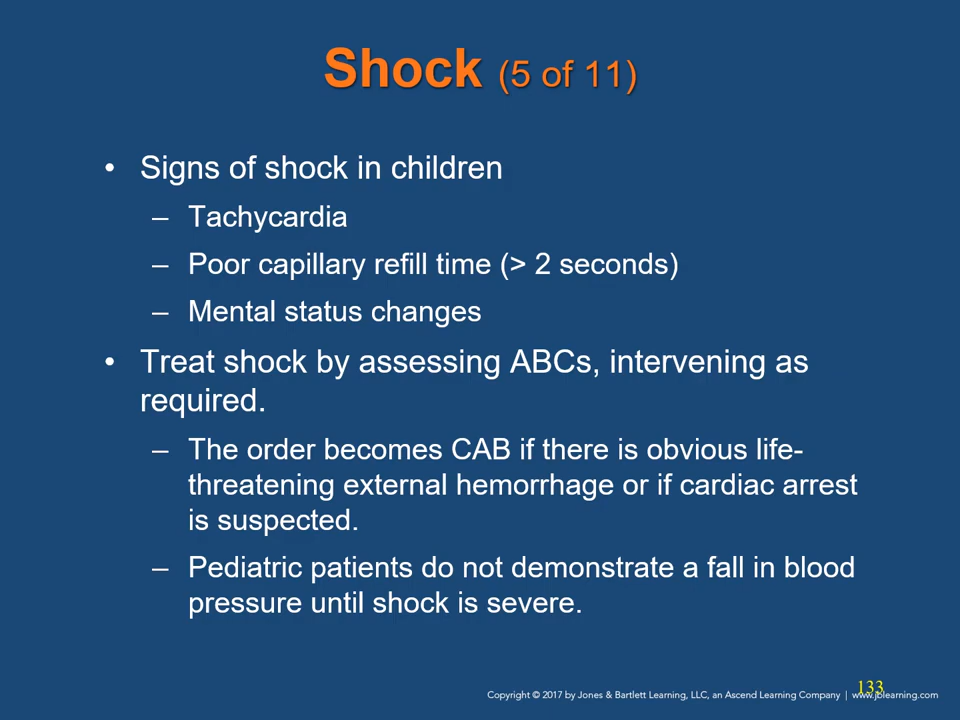 Shock (5 of 11)
• Signs of shock in children
– Tachycardia
– Poor capillary refill time (> 2 seconds)
– Mental status changes
• Treat shock by assessing ABCs, intervening as
required.
– The order becomes CAB if there is obvious life-
threatening external hemorrhage or if cardiac arrest
is suspected.
– Pediatric patients do not demonstrate a fall in blood
pressure until shock is severe.
133
Copyright © 2017 by Jones & Bartlett Learning, LLC, an Ascend Learning Company | www.jblearning.com